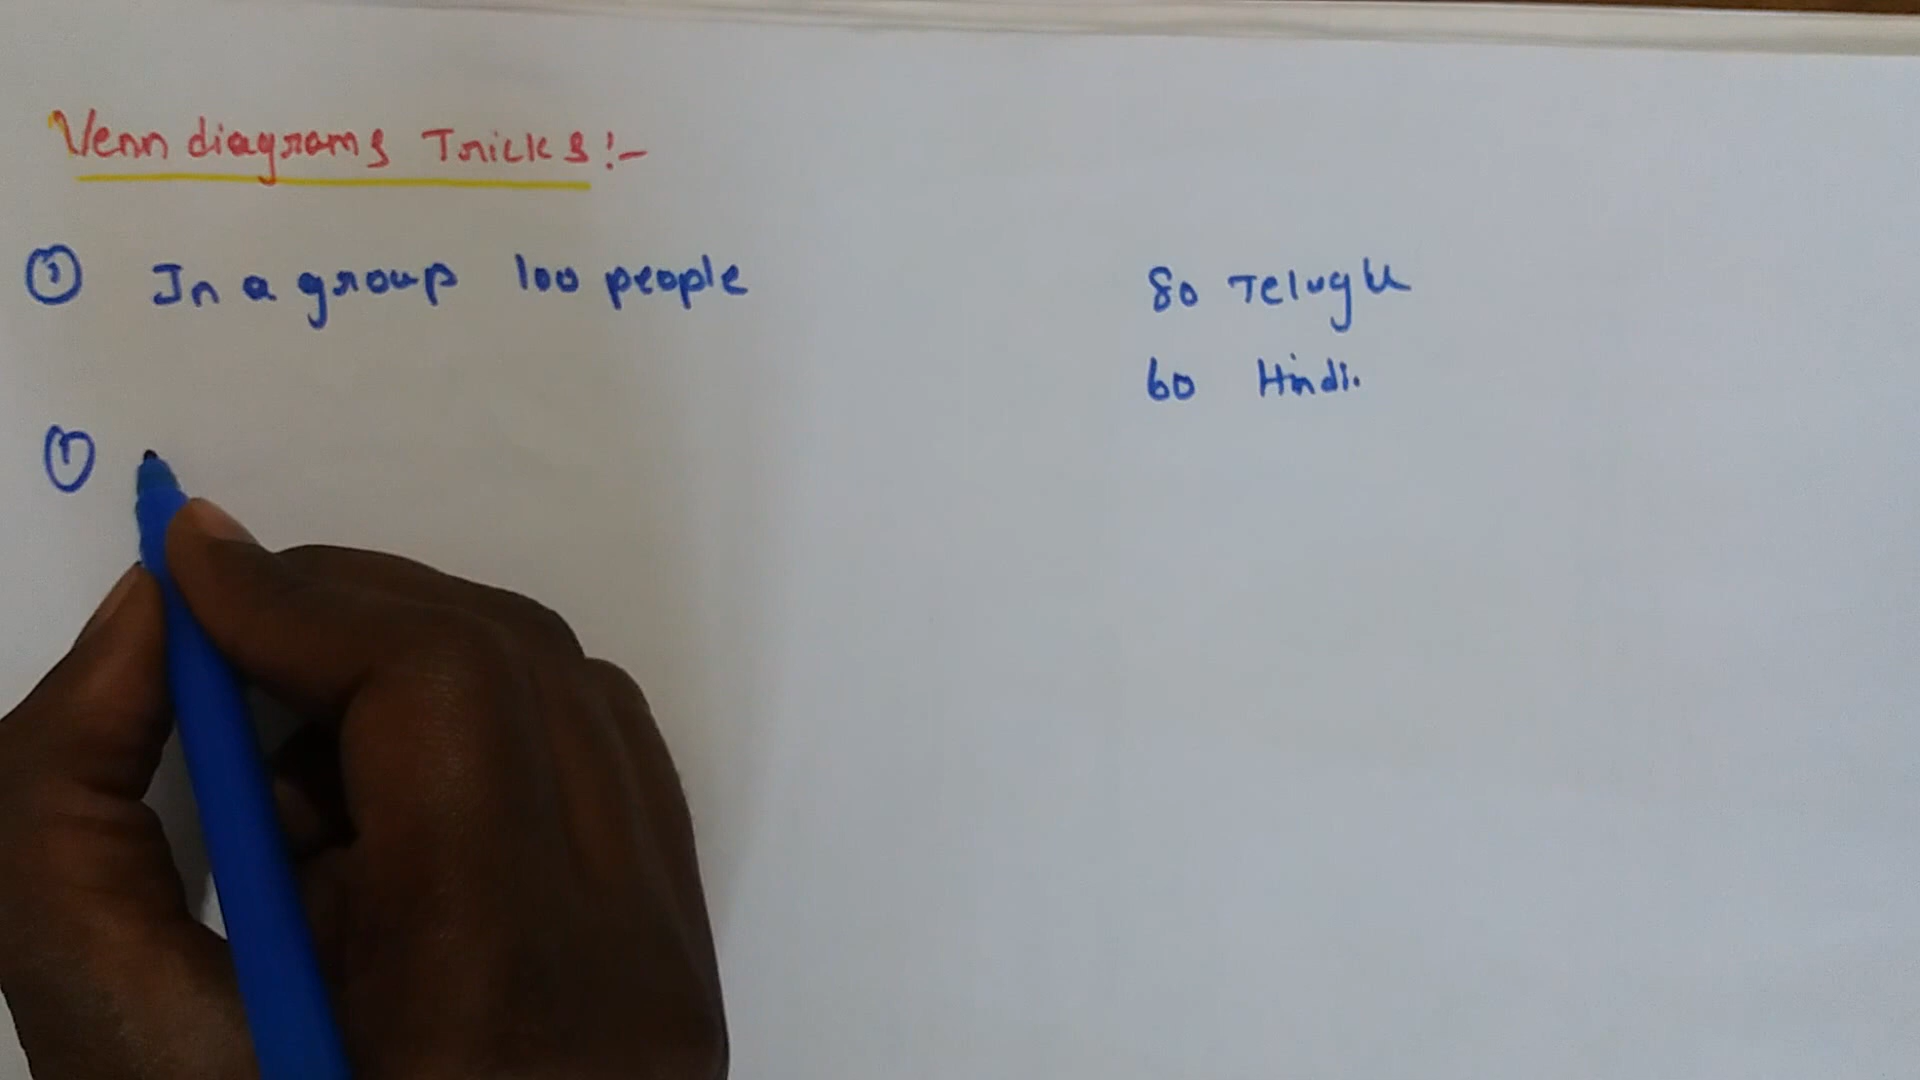 Venn diagrams Tricks :-
① In a group 100 people
80 Telugu
60 Hindi.
①